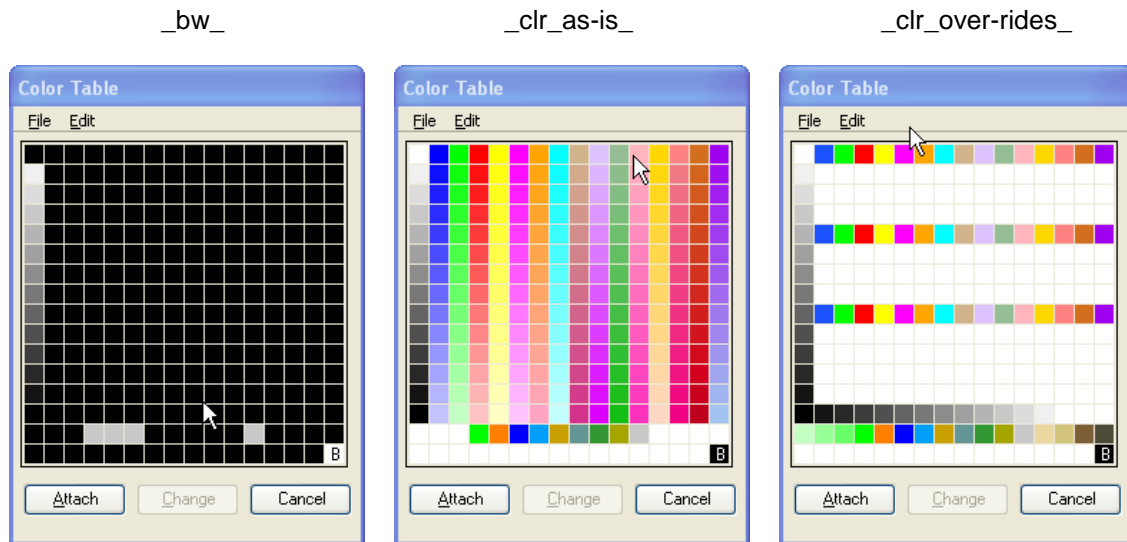 _bw_
_clr_as-is_
_clr_over-rides_
Color Table
Color Table
Color Table
File Edit
File Edit
File Edit
B
B
B
Attach Change Cancel
Attach Change Cancel
Attach Change Cancel